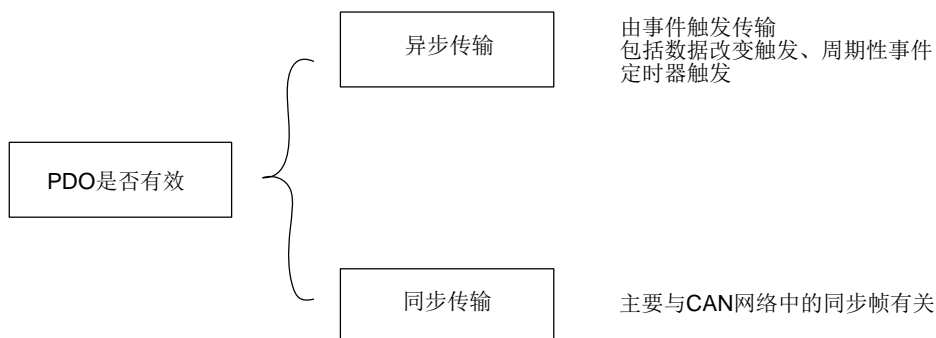 异步传输
由事件触发传输
包括数据改变触发、周期性事件
定时器触发
PDO是否有效
同步传输
主要与CAN网络中的同步帧有关